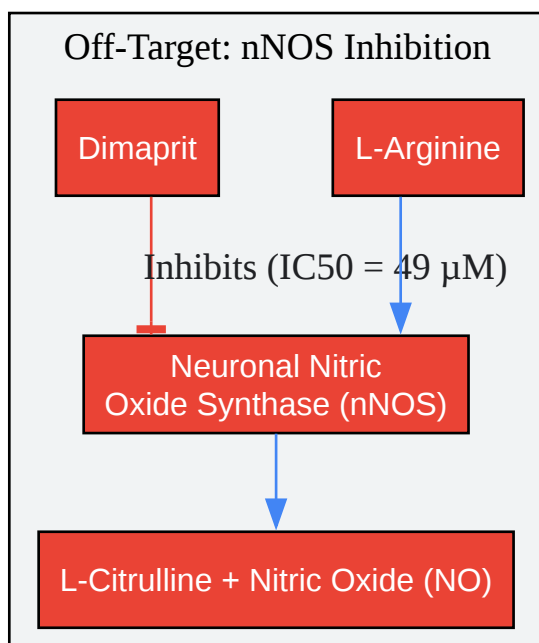 Off-Target: nNOS Inhibition
Dimaprit
L-Arginine
Inhibits (IC50 = 49 µM)
Neuronal Nitric
Oxide Synthase (nNOS)
L-Citrulline + Nitric Oxide (NO)